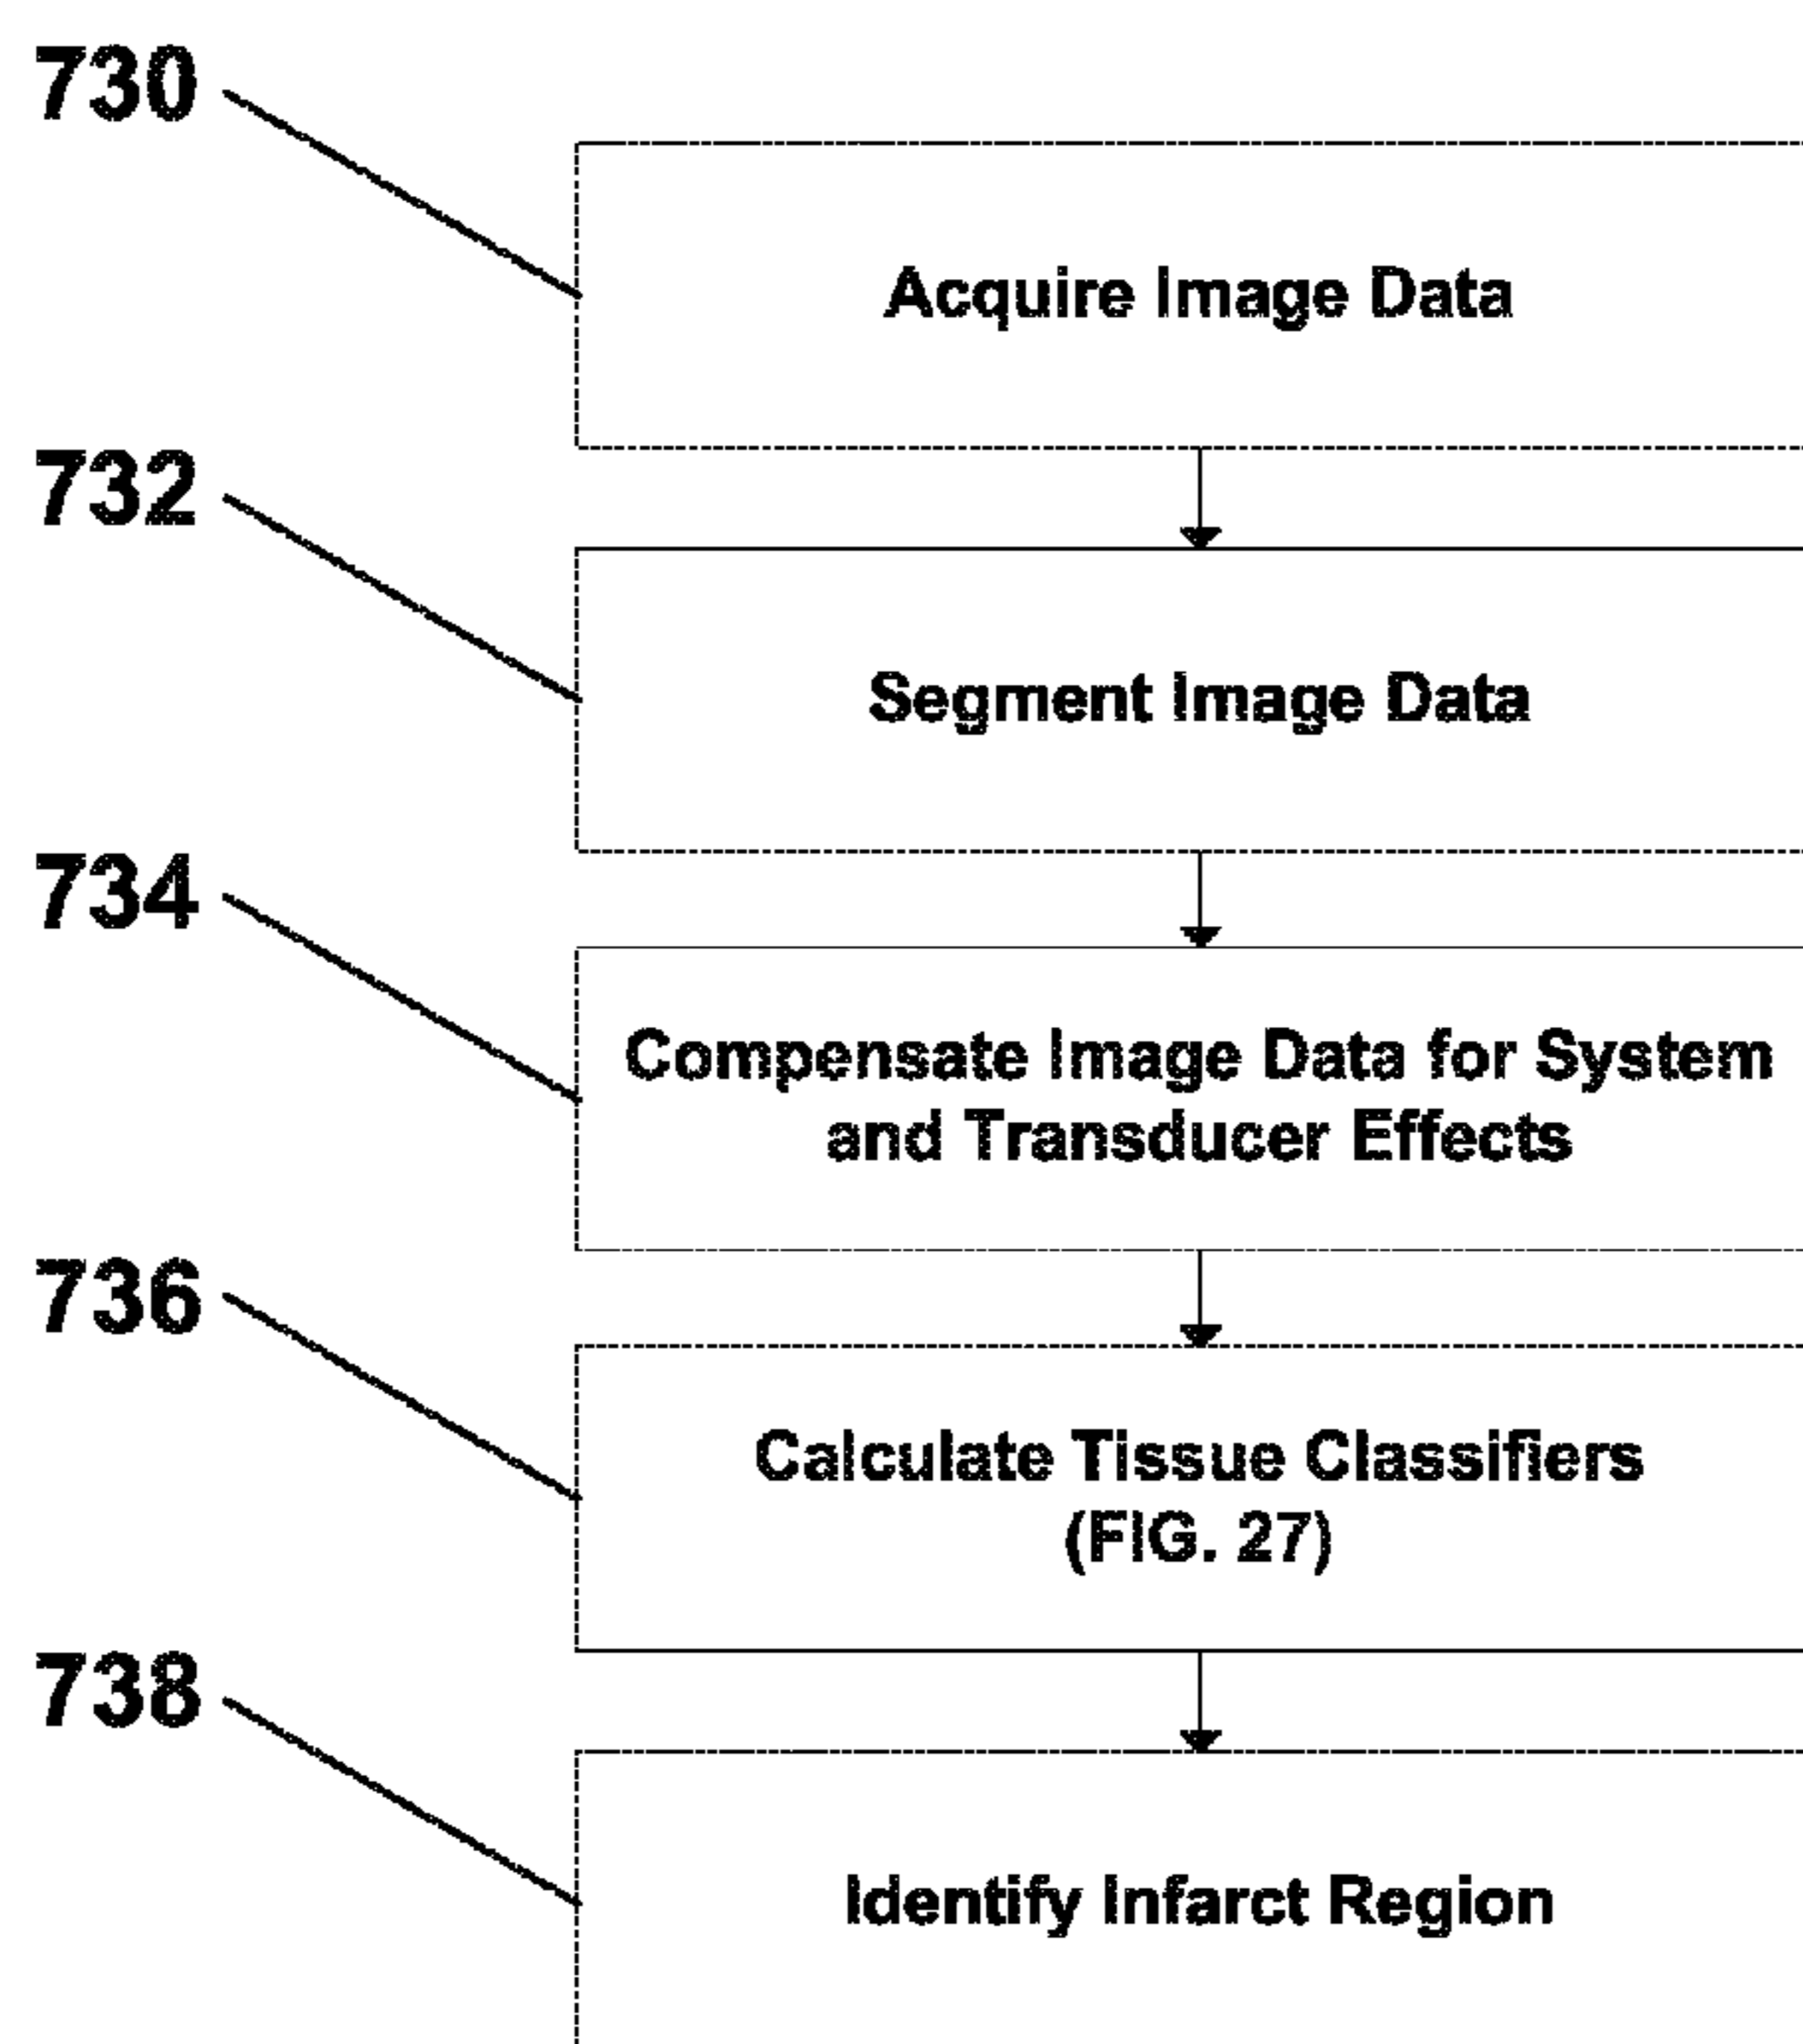 730
Acquire Image Data
732
Segment Image Data
734
Compensate Image Data for System
and Transducer Effects
736
Calculate Tissue Classifiers
(FIG. 27)
738
Identify Infarct Region